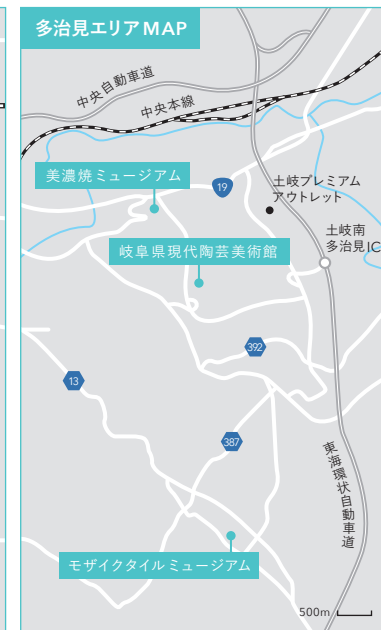 多治見エリアMAP
中央自動車道
中央本線
美濃焼ミュージアム
19
土岐プレミアム
アウトレット
岐阜県現代陶芸美術館
土岐南
多治見IC
392
13
387
東海環状自動車道
モザイクタイルミュージアム
500m